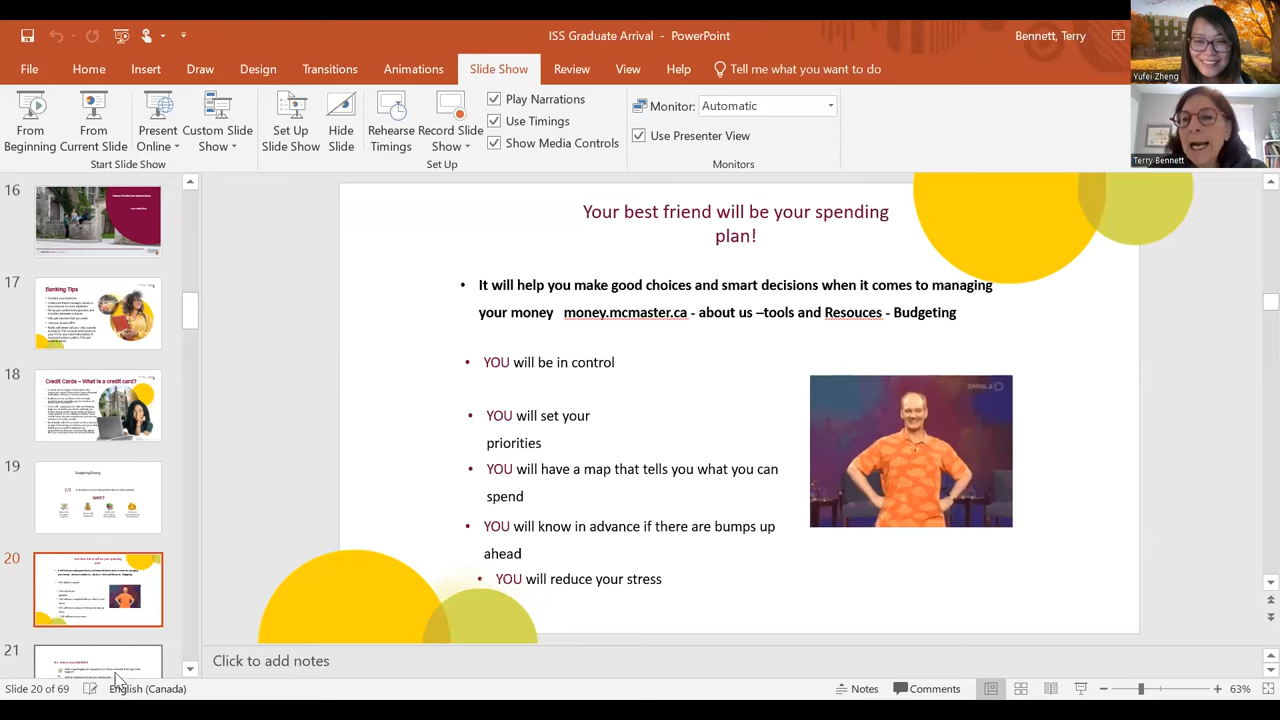 ISS Graduate Arrival - PowerPoint
Bennett, Terry
File Home Insert Draw Design Transitions Animations Slide Show Review View Help Tell me what you want to do
Yufei Zheng
Terry Bennett
From Beginning
From Current Slide
Present Online
Custom Slide Show
Start Slide Show
Set Up Slide Show
Hide Slide
Rehearse Timings
Record Slide Show
Play Narrations
Use Timings
Show Media Controls
Set Up
Monitor: Automatic
Use Presenter View
Monitors
16
17
Banking Tips
18
Credit Cards – What is a credit card?
19
20
21
Your best friend will be your spending
plan!
• It will help you make good choices and smart decisions when it comes to managing
your money money.mcmaster.ca - about us –tools and Resouces - Budgeting
• YOU will be in control
• YOU will set your
priorities
• YOU will have a map that tells you what you can
spend
• YOU will know in advance if there are bumps up
ahead
• YOU will reduce your stress
Click to add notes
Slide 20 of 69 English (Canada) Notes Comments 63%